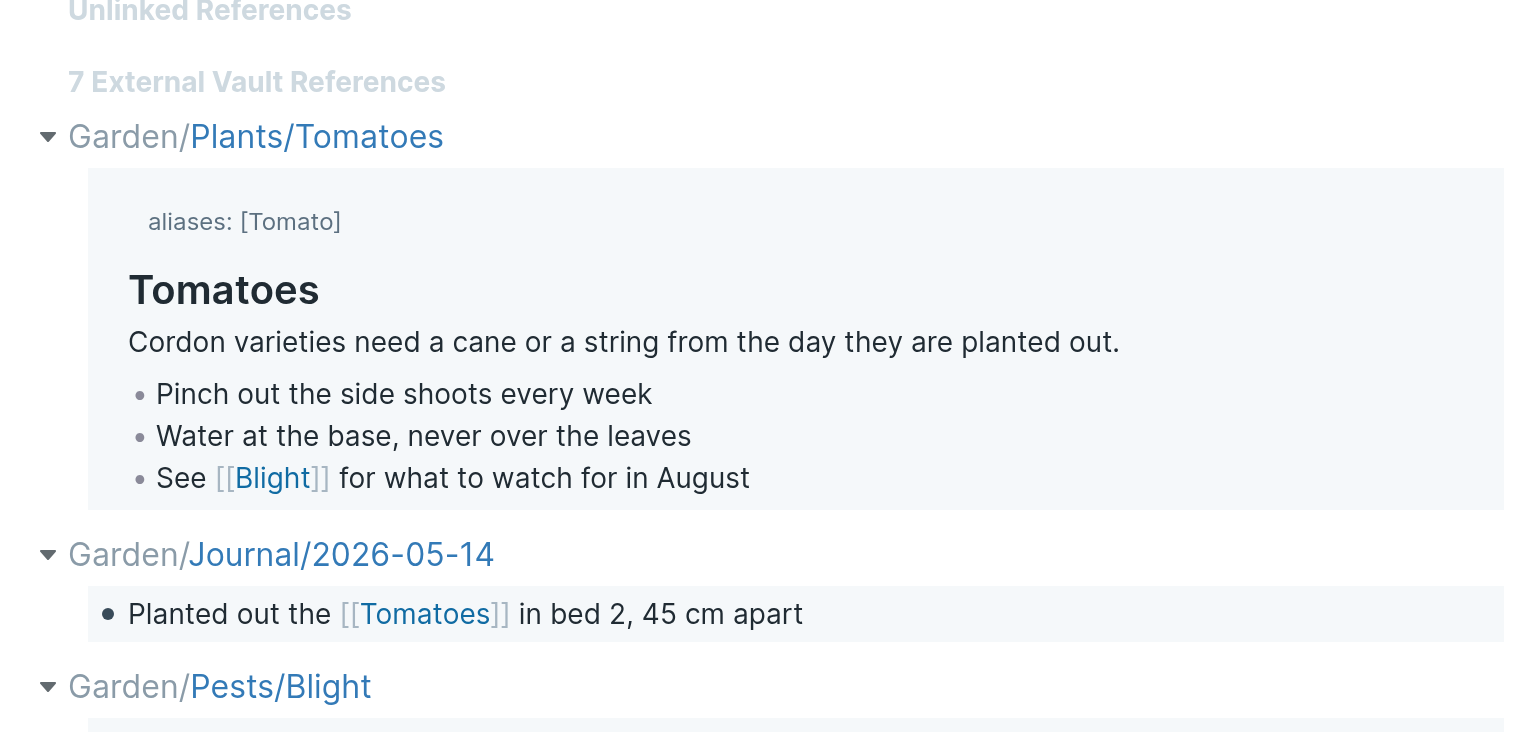 Unlinked References
7 External Vault References
Garden/Plants/Tomatoes
aliases: [Tomato]
Tomatoes
Cordon varieties need a cane or a string from the day they are planted out.
Pinch out the side shoots every week
Water at the base, never over the leaves
See [[Blight]] for what to watch for in August
Garden/Journal/2026-05-14
Planted out the [[Tomatoes]] in bed 2, 45 cm apart
Garden/Pests/Blight